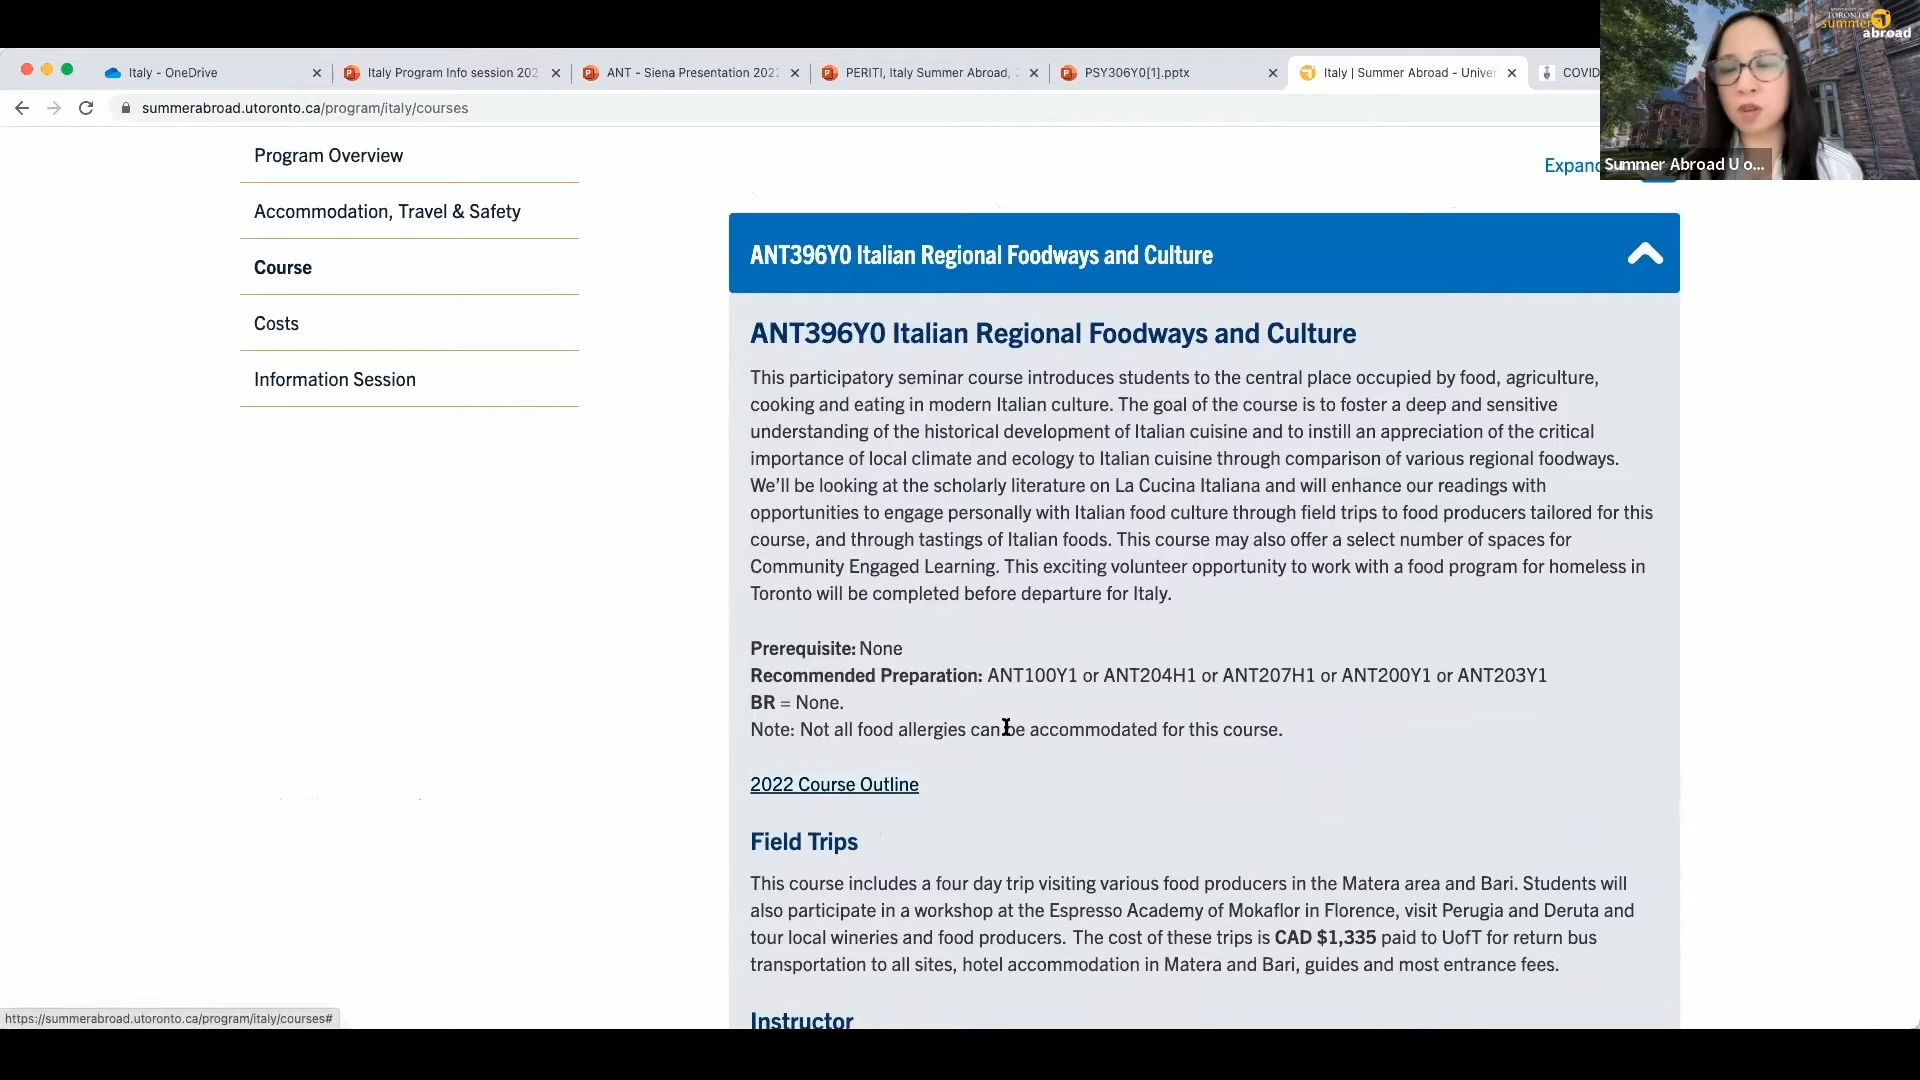 Italy - OneDrive
Italy Program Info session 202
ANT - Siena Presentation 202
PERITI, Italy Summer Abroad,
PSY306Y0[1].pptx
Italy | Summer Abroad - Univer
COVID
summerabroad.utoronto.ca/program/italy/courses
TORONTO
summer
abroad
Summer Abroad U o...
Program Overview
Accommodation, Travel & Safety
Course
Costs
Information Session
Expand
ANT396Y0 Italian Regional Foodways and Culture
ANT396Y0 Italian Regional Foodways and Culture
This participatory seminar course introduces students to the central place occupied by food, agriculture,
cooking and eating in modern Italian culture. The goal of the course is to foster a deep and sensitive
understanding of the historical development of Italian cuisine and to instill an appreciation of the critical
importance of local climate and ecology to Italian cuisine through comparison of various regional foodways.
We'll be looking at the scholarly literature on La Cucina Italiana and will enhance our readings with
opportunities to engage personally with Italian food culture through field trips to food producers tailored for this
course, and through tastings of Italian foods. This course may also offer a select number of spaces for
Community Engaged Learning. This exciting volunteer opportunity to work with a food program for homeless in
Toronto will be completed before departure for Italy.
Prerequisite: None
Recommended Preparation: ANT100Y1 or ANT204H1 or ANT207H1 or ANT200Y1 or ANT203Y1
BR = None.
Note: Not all food allergies can be accommodated for this course.
2022 Course Outline
Field Trips
This course includes a four day trip visiting various food producers in the Matera area and Bari. Students will
also participate in a workshop at the Espresso Academy of Mokaflor in Florence, visit Perugia and Deruta and
tour local wineries and food producers. The cost of these trips is CAD $1,335 paid to UofT for return bus
transportation to all sites, hotel accommodation in Matera and Bari, guides and most entrance fees.
Instructor
https://summerabroad.utoronto.ca/program/italy/courses#